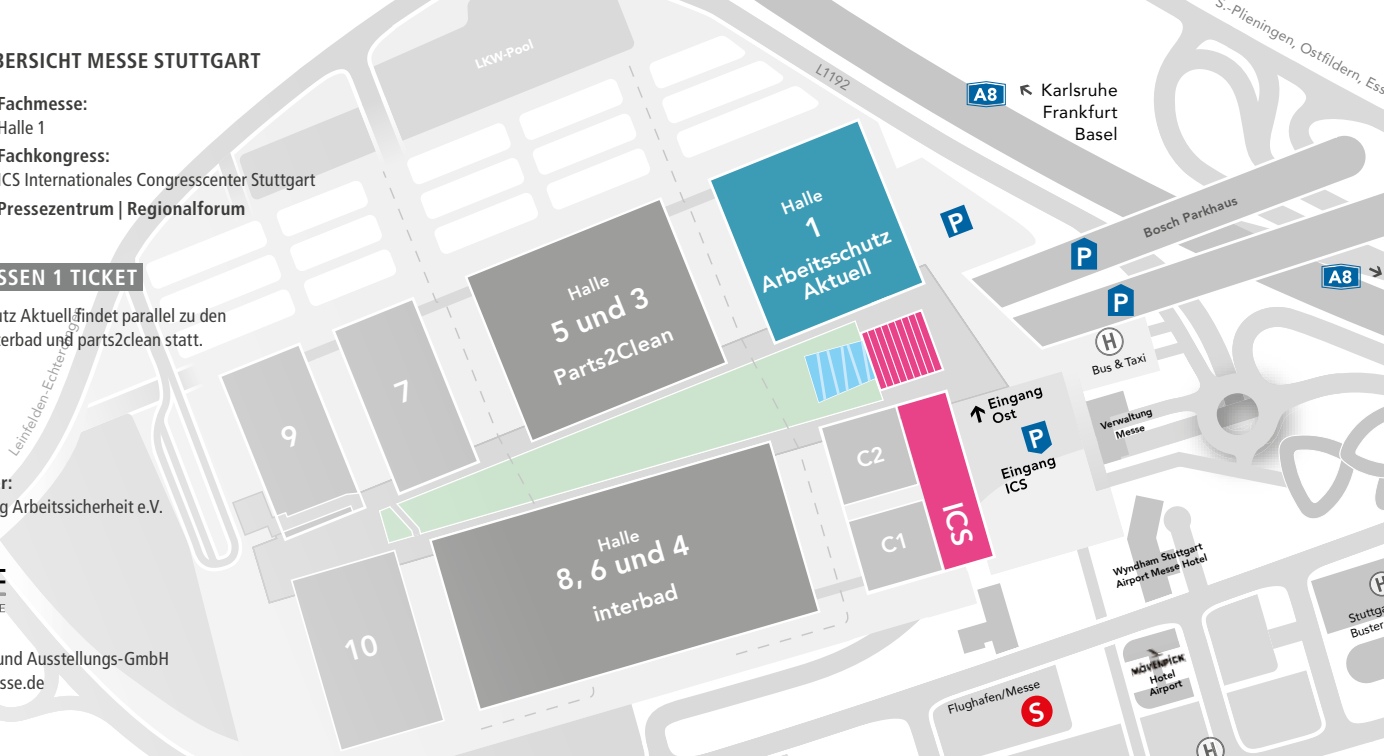 BERSICHT MESSE STUTTGART
Fachmesse:
Halle 1
Fachkongress:
ICS Internationales Congresscenter Stuttgart
Pressezentrum | Regionalforum
SSEN 1 TICKET
utz Aktuell findet parallel zu den
terbad und parts2clean statt.
r:
g Arbeitssicherheit e.V.
E
E
und Ausstellungs-GmbH
sse.de
LKW-Pool
L1192
A8
Karlsruhe
Frankfurt
Basel
S.-Plieningen, Ostfildern, Ess
Halle
1
Arbeitsschutz
Aktuell
P
Bosch Parkhaus
P
P
A8
Halle
5 und 3
Parts2Clean
7
9
H
Bus & Taxi
Eingang
Ost
P
Eingang
ICS
Verwaltung
Messe
C2
C1
ICS
Halle
8, 6 und 4
interbad
10
Wyndham Stuttgart
Airport Messe Hotel
H
Stuttga
Buster
MÖVENPICK
Hotel
Airport
Flughafen/Messe
S
H